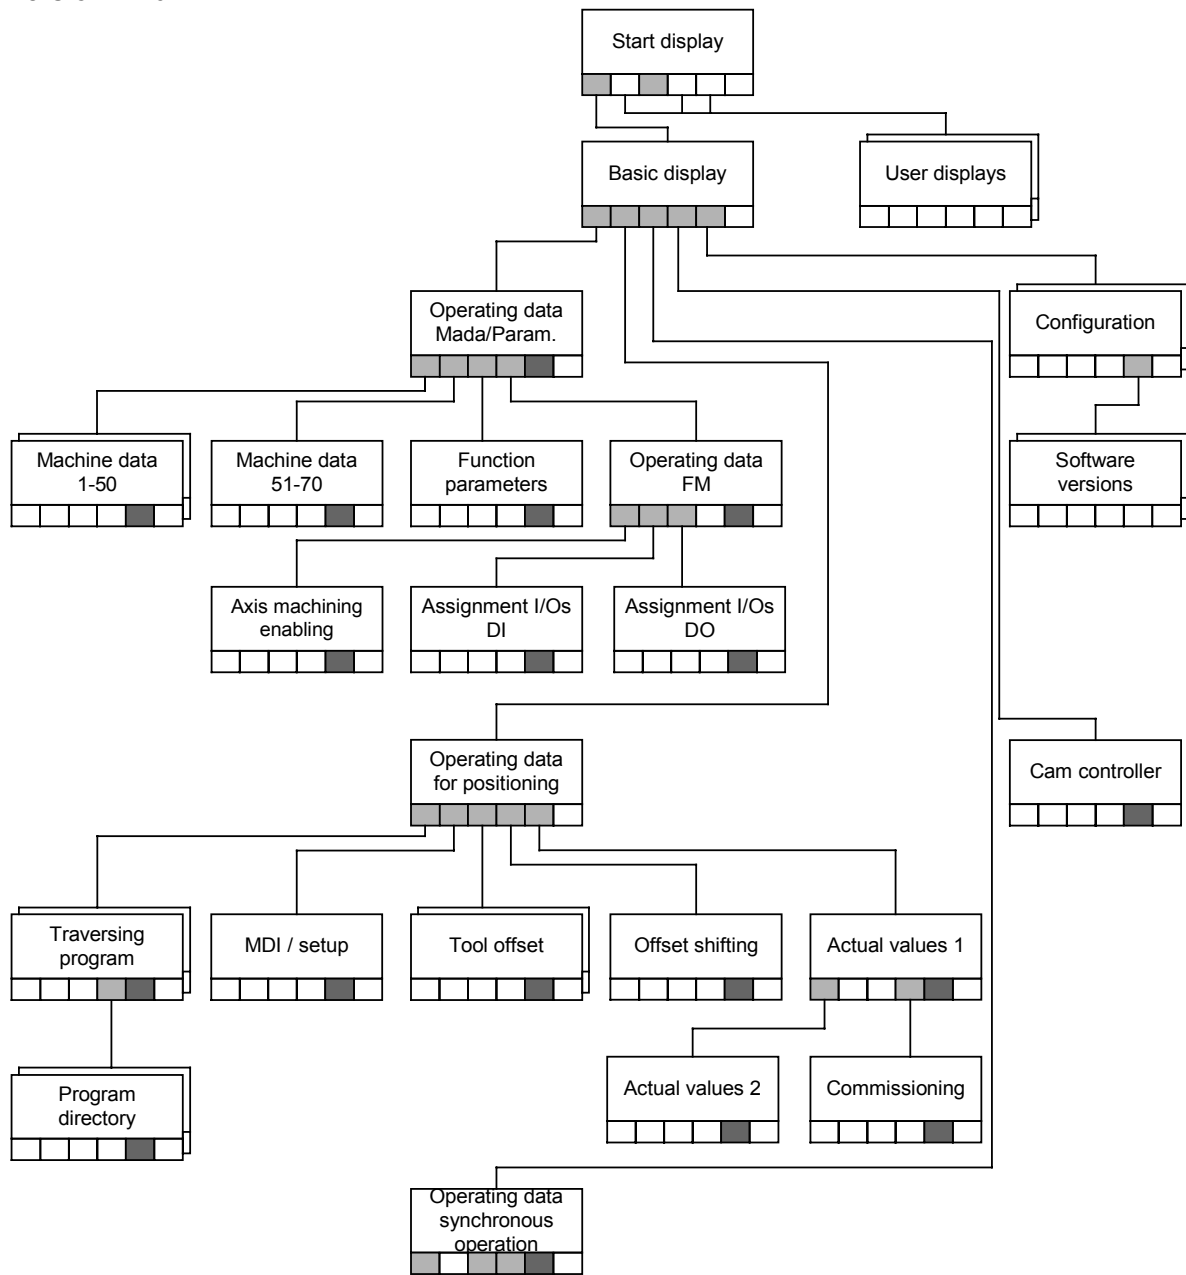 Start display
Basic display
User displays
Operating data
Mada/Param.
Configuration
Machine data
1-50
Machine data
51-70
Function
parameters
Operating data
FM
Software
versions
Axis machining
enabling
Assignment I/Os
DI
Assignment I/Os
DO
Operating data
for positioning
Cam controller
Traversing
program
MDI / setup
Tool offset
Offset shifting
Actual values 1
Program
directory
Actual values 2
Commissioning
Operating data
synchronous
operation